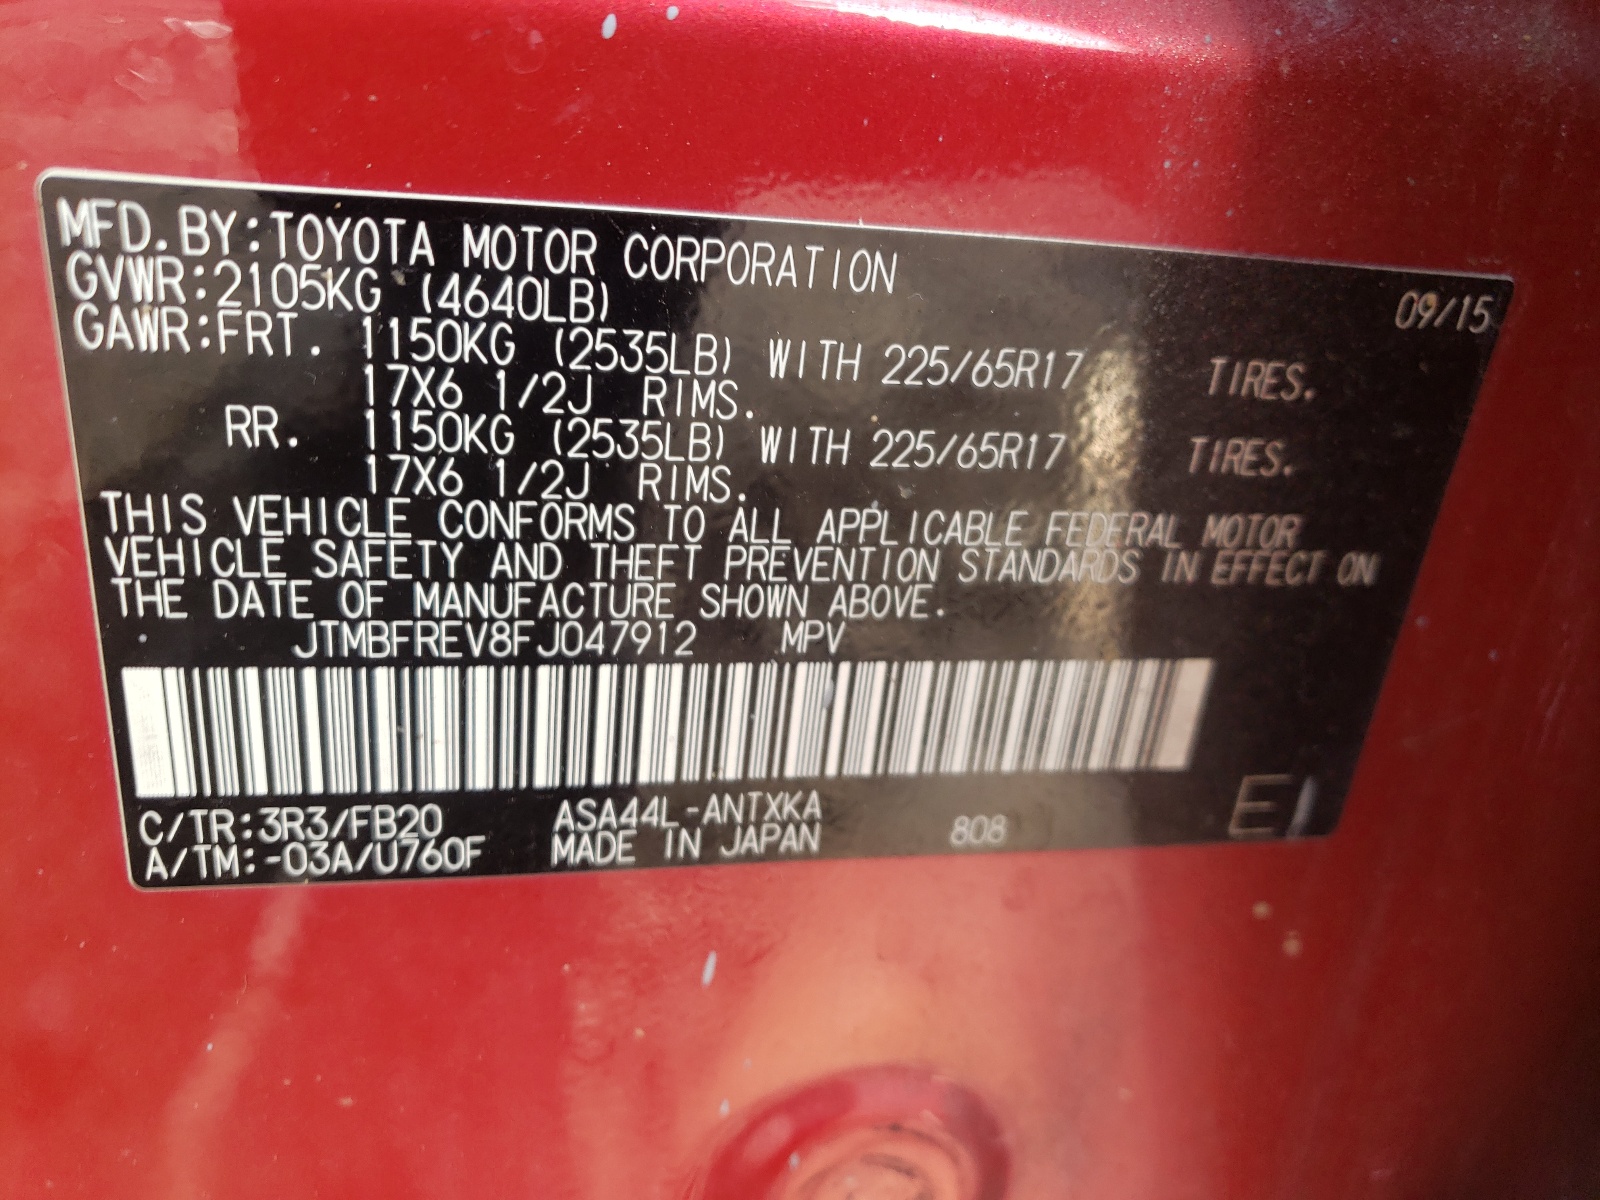 MFD.BY:TOYOTA MOTOR CORPORATION 09/15
GVWR:2105KG (4640LB)
GAWR:FRT. 1150KG (2535LB) WITH 225/65R17 TIRES.
17X6 1/2J RIMS.
RR. 1150KG (2535LB) WITH 225/65R17 TIRES.
17X6 1/2J RIMS.
THIS VEHICLE CONFORMS TO ALL APPLICABLE FEDERAL MOTOR
VEHICLE SAFETY AND THEFT PREVENTION STANDARDS IN EFFECT ON
THE DATE OF MANUFACTURE SHOWN ABOVE.
JTMBFREV8FJ047912 MPV
C/TR:3R3/FB20 ASA44L-ANTXKA
A/TM:-03A/U760F MADE IN JAPAN 808 E1